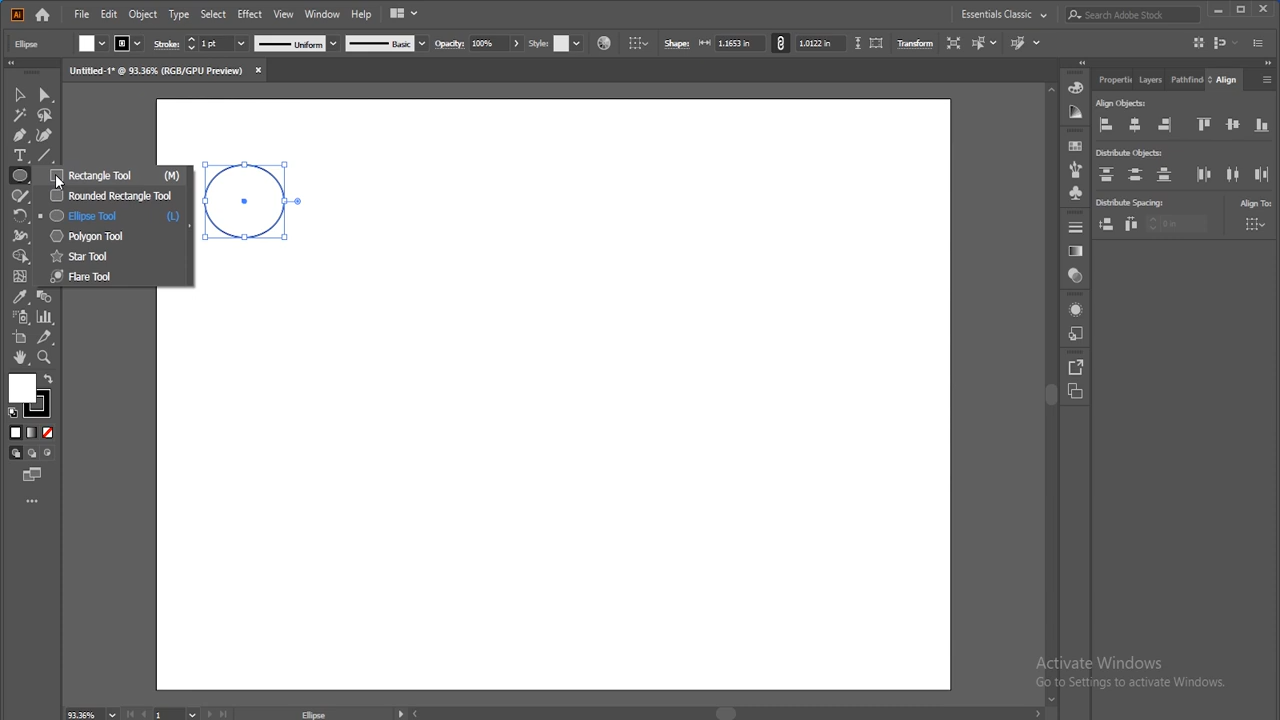 Ai File Edit Object Type Select Effect View Window Help Essentials Classic Search Adobe Stock
Ellipse Stroke: 1 pt Uniform Basic Opacity: 100% Style: Shape: 1.1653 in 1.0122 in Transform
Untitled-1* @ 93.36% (RGB/GPU Preview)
Properti Layers Pathfind Align
Align Objects:
Distribute Objects:
Distribute Spacing: Align To:
0 in
Rectangle Tool (M)
Rounded Rectangle Tool
Ellipse Tool (L)
Polygon Tool
Star Tool
Flare Tool
Activate Windows
Go to Settings to activate Windows.
93.36% 1 Ellipse